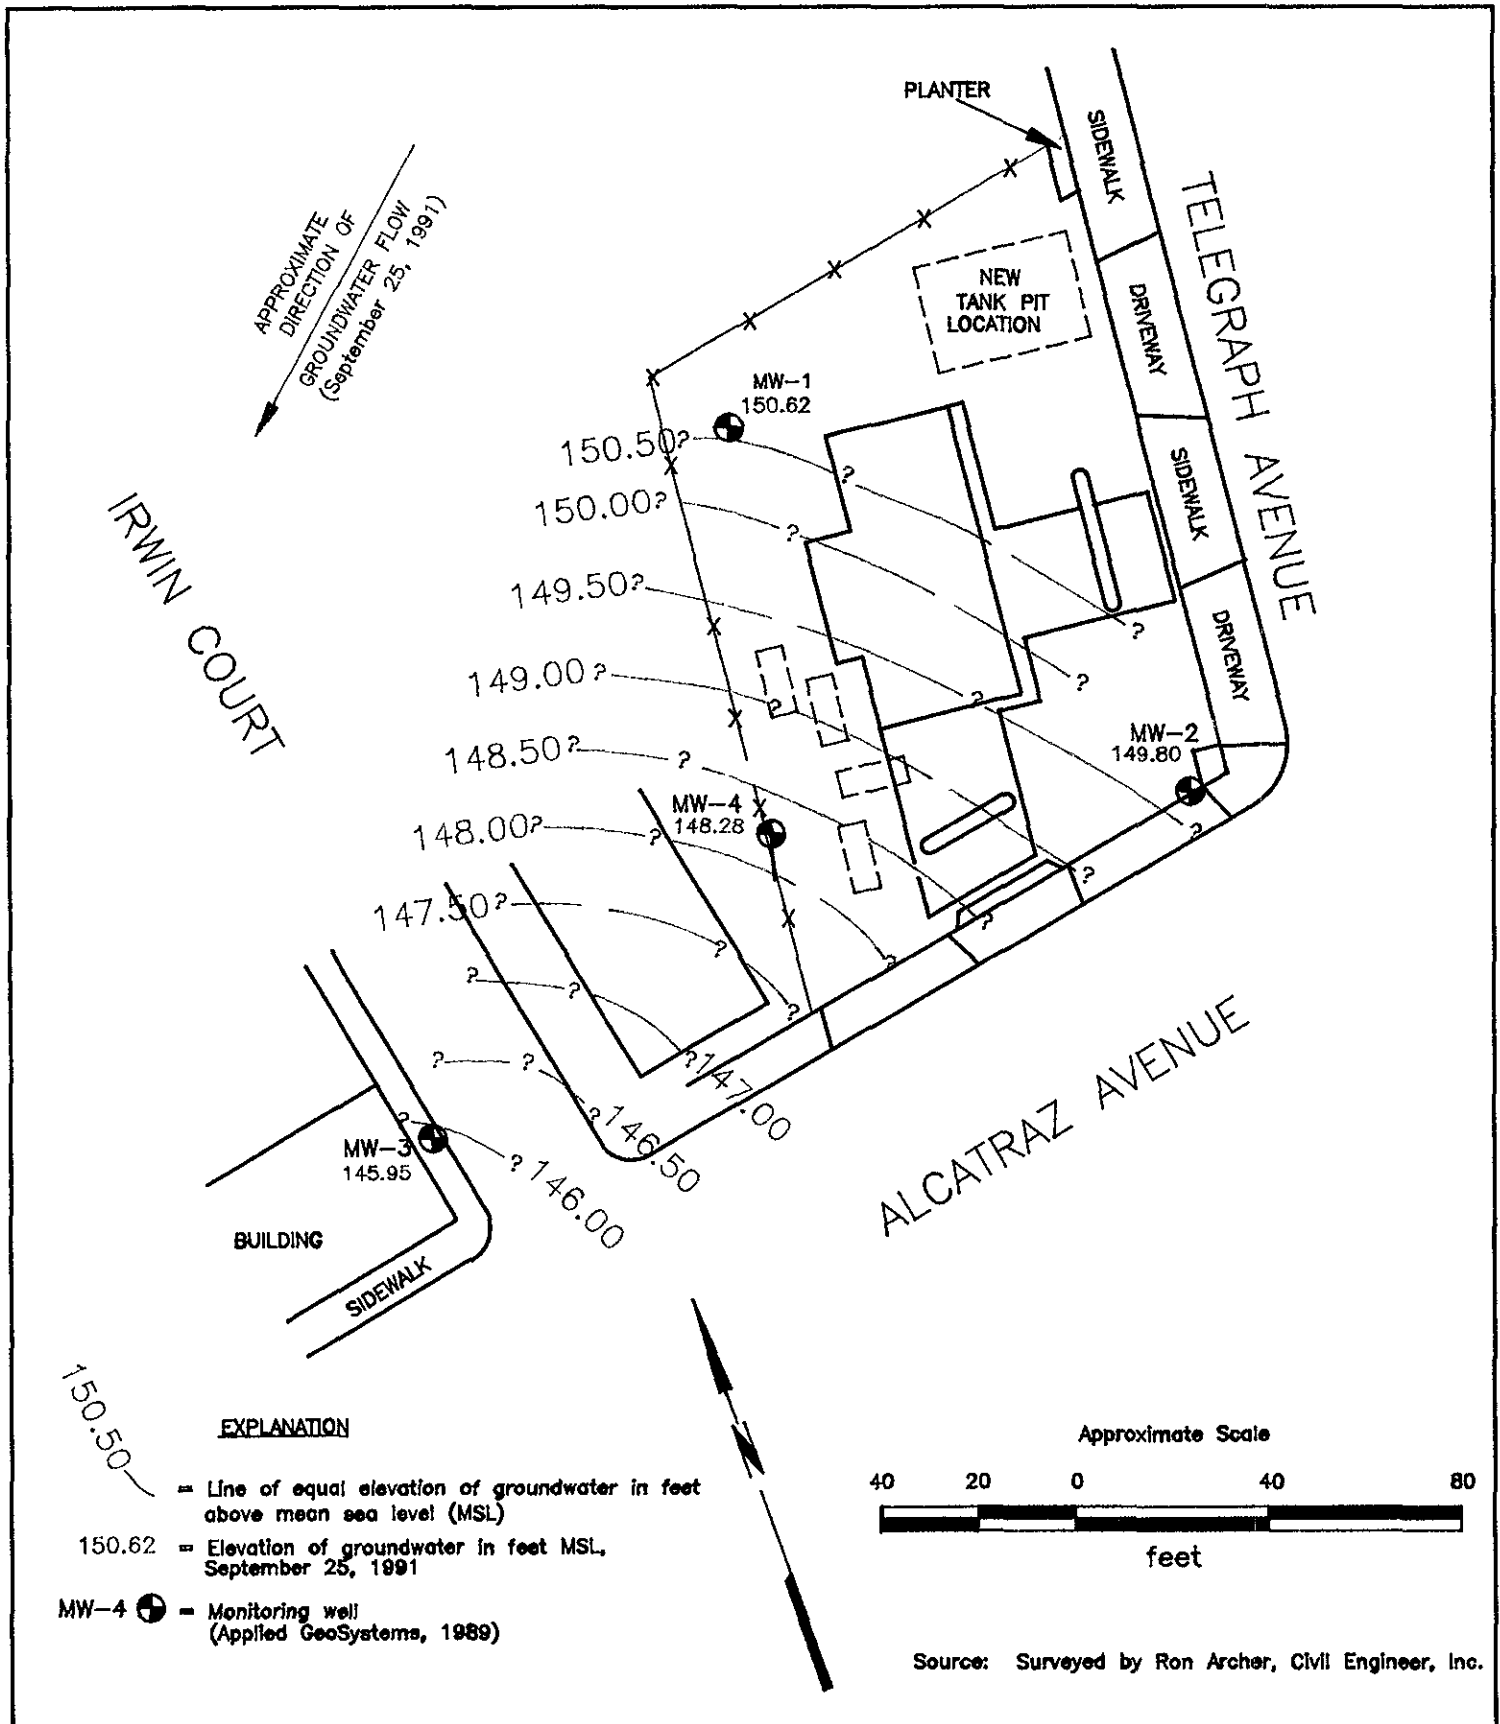 PLANTER
SIDEWALK
TELEGRAPH AVENUE
APPROXIMATE
DIRECTION OF
GROUNDWATER FLOW
(September 25, 1991)
NEW
TANK PIT
LOCATION
DRIVEWAY
MW-1
150.62
150.50?
?
150.00?
?
SIDEWALK
IRWIN COURT
149.50?
?
?
DRIVEWAY
149.00?
?
?
?
MW-2
149.80
148.50?
?
MW-4
148.28
148.00?
?
?
?
147.50?
?
?
?
?
?
?
?
147.00
?
?
?
146.50
ALCATRAZ AVENUE
?
MW-3
145.95
? 146.00
BUILDING
SIDEWALK
150.50
EXPLANATION
= Line of equal elevation of groundwater in feet
above mean sea level (MSL)
150.62 = Elevation of groundwater in feet MSL,
September 25, 1991
MW-4 = Monitoring well
(Applied GeoSystems, 1989)
Approximate Scale
40 20 0 40 80
feet
Source: Surveyed by Ron Archer, Civil Engineer, Inc.